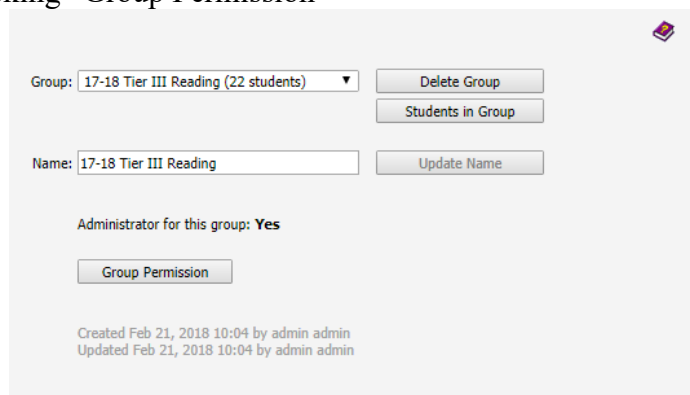 Group Permission
Group: 17-18 Tier III Reading (22 students) Delete Group
Students in Group
Name: 17-18 Tier III Reading Update Name
Administrator for this group: Yes
Group Permission
Created Feb 21, 2018 10:04 by admin admin
Updated Feb 21, 2018 10:04 by admin admin